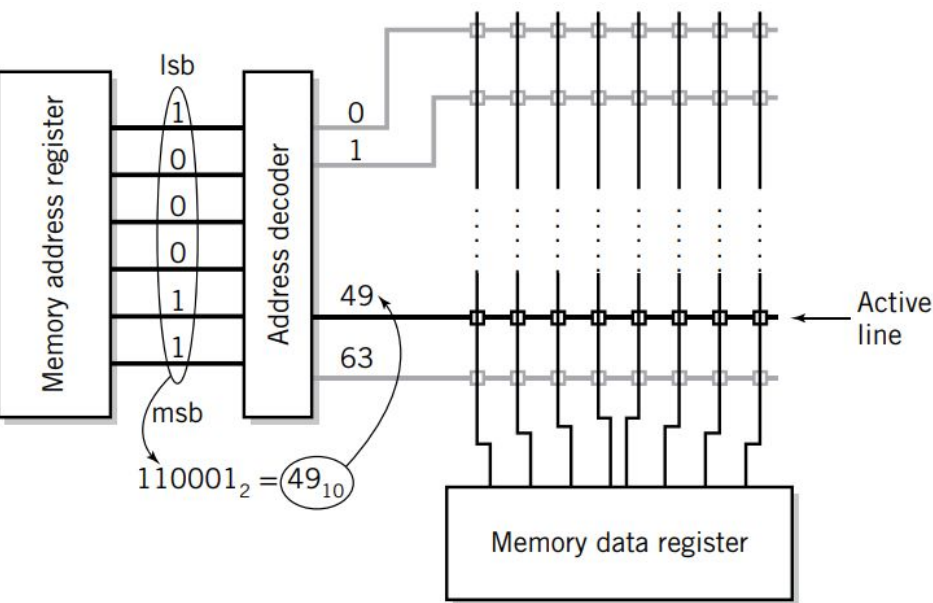 lsb
Memory address register
1
0
0
0
1
1
msb
Address decoder
0
1
49
63
Active
line
110001₂ = 49₁₀
Memory data register